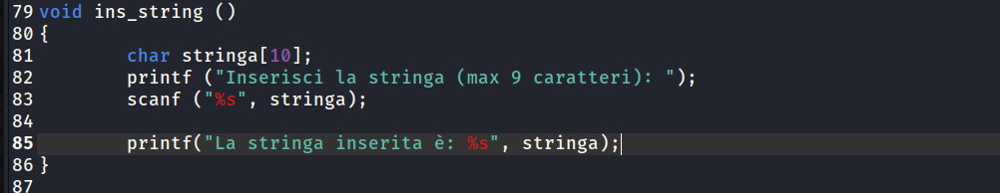 79 void ins_string ()
80 {
81 char stringa[10];
82 printf ("Inserisci la stringa (max 9 caratteri): ");
83 scanf ("%s", stringa);
84
85 printf("La stringa inserita è: %s", stringa);
86 }
87